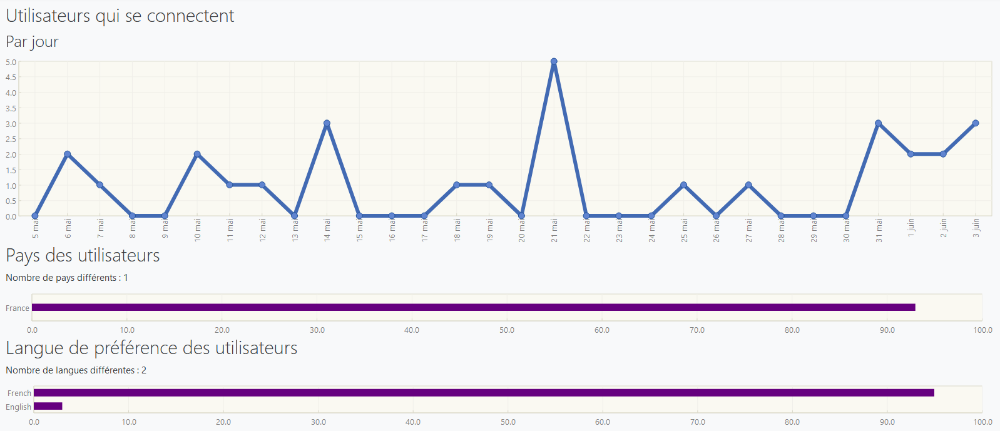 Utilisateurs qui se connectent
Par jour
5.0
4.5
4.0
3.5
3.0
2.5
2.0
1.5
1.0
0.5
0.0
5 mai
6 mai
7 mai
8 mai
9 mai
10 mai
11 mai
12 mai
13 mai
14 mai
15 mai
16 mai
17 mai
18 mai
19 mai
20 mai
21 mai
22 mai
23 mai
24 mai
25 mai
26 mai
27 mai
28 mai
29 mai
30 mai
31 mai
1 juin
2 juin
3 juin
Pays des utilisateurs
Nombre de pays différents : 1
France
0.0 10.0 20.0 30.0 40.0 50.0 60.0 70.0 80.0 90.0 100.0
Langue de préférence des utilisateurs
Nombre de langues différentes : 2
French
English
0.0 10.0 20.0 30.0 40.0 50.0 60.0 70.0 80.0 90.0 100.0